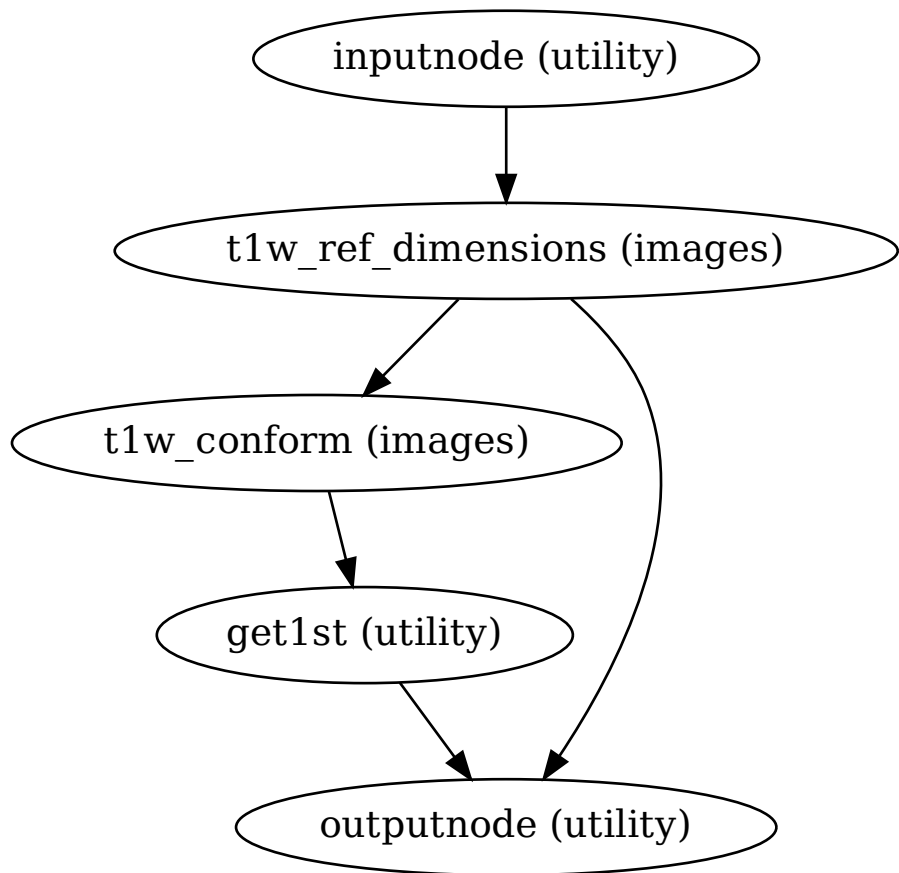 inputnode (utility)
t1w_ref_dimensions (images)
t1w_conform (images)
get1st (utility)
outputnode (utility)